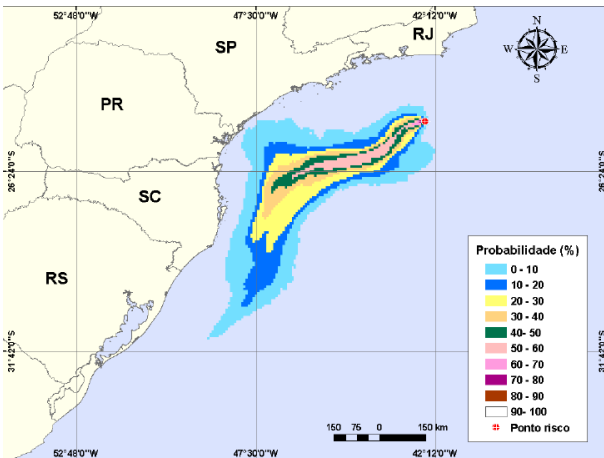 52°48'0"W 47°30'0"W 42°12'0"W
SP
RJ
N
W E
S
PR
26°24'0"S 26°24'0"S
SC
RS
Probabilidade (%)
0 - 10
10 - 20
20 - 30
30 - 40
40- 50
50 - 60
60 - 70
70 - 80
80 - 90
90- 100
Ponto risco
31°42'0"S 31°42'0"S
150 75 0 150 km
52°48'0"W 47°30'0"W 42°12'0"W